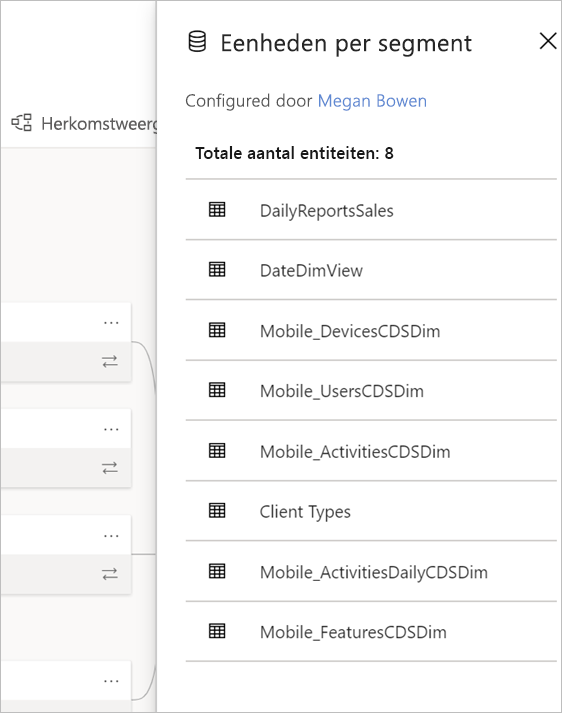 Eenheden per segment
Configured door Megan Bowen
Herkomstweerg
Totale aantal entiteiten: 8
DailyReportsSales
DateDimView
Mobile_DevicesCDSDim
Mobile_UsersCDSDim
Mobile_ActivitiesCDSDim
Client Types
Mobile_ActivitiesDailyCDSDim
Mobile_FeaturesCDSDim